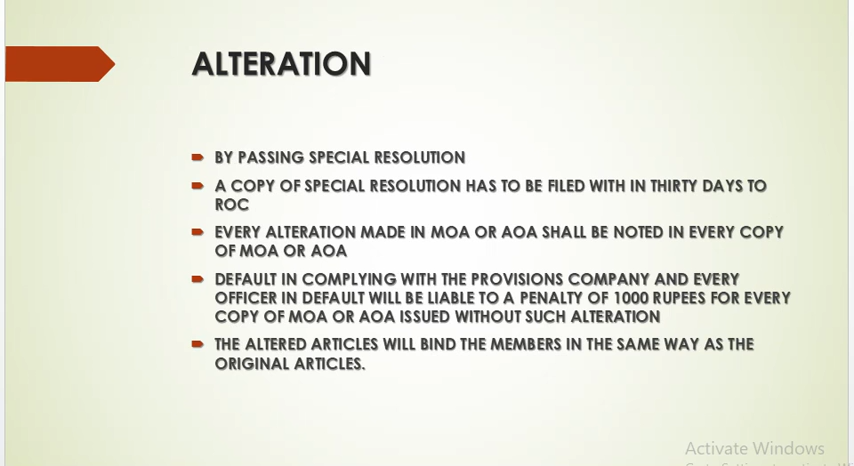 ALTERATION
BY PASSING SPECIAL RESOLUTION
A COPY OF SPECIAL RESOLUTION HAS TO BE FILED WITH IN THIRTY DAYS TO
ROC
EVERY ALTERATION MADE IN MOA OR AOA SHALL BE NOTED IN EVERY COPY
OF MOA OR AOA
DEFAULT IN COMPLYING WITH THE PROVISIONS COMPANY AND EVERY
OFFICER IN DEFAULT WILL BE LIABLE TO A PENALTY OF 1000 RUPEES FOR EVERY
COPY OF MOA OR AOA ISSUED WITHOUT SUCH ALTERATION
THE ALTERED ARTICLES WILL BIND THE MEMBERS IN THE SAME WAY AS THE
ORIGINAL ARTICLES.
Activate Windows